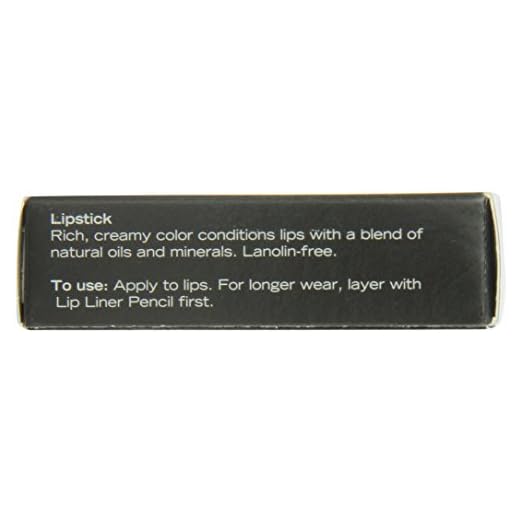 Lipstick
Rich, creamy color conditions lips with a blend of
natural oils and minerals. Lanolin-free.
To use: Apply to lips. For longer wear, layer with
Lip Liner Pencil first.